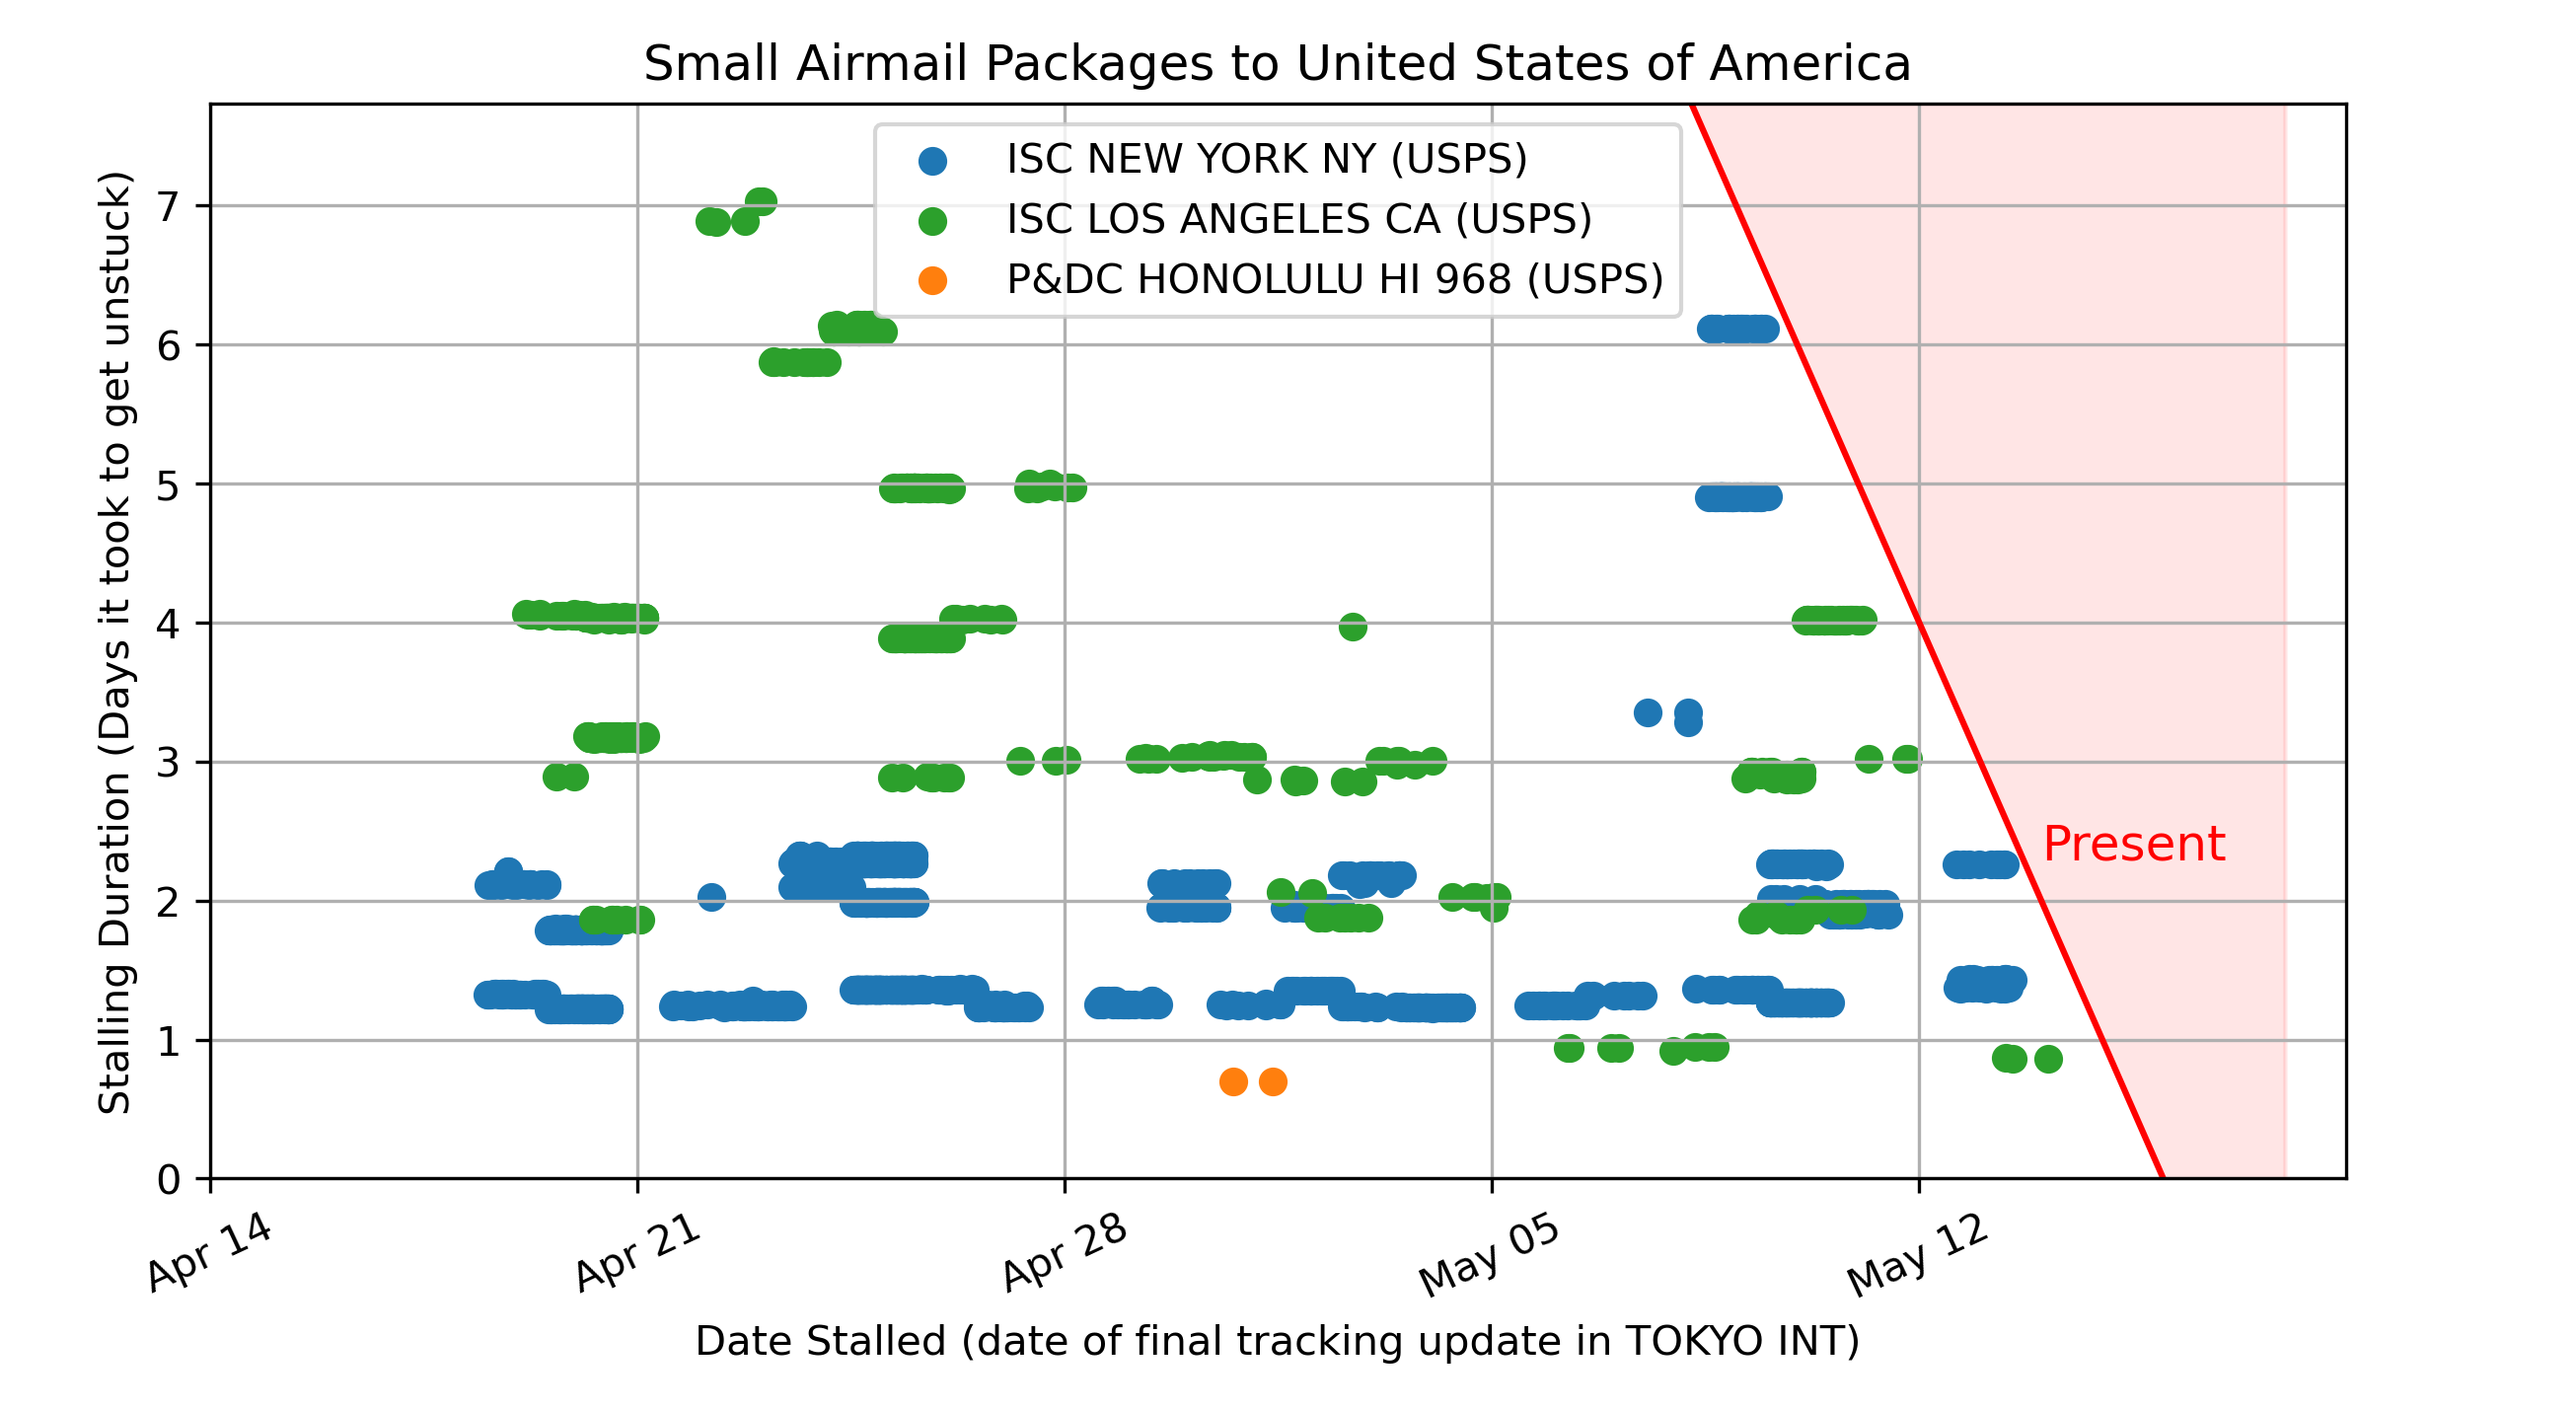 Small Airmail Packages to United States of America
ISC NEW YORK NY (USPS)
ISC LOS ANGELES CA (USPS)
P&DC HONOLULU HI 968 (USPS)
Stalling Duration (Days it took to get unstuck)
7
6
5
4
3
2
1
0
Present
Apr 14
Apr 21
Apr 28
May 05
May 12
Date Stalled (date of final tracking update in TOKYO INT)